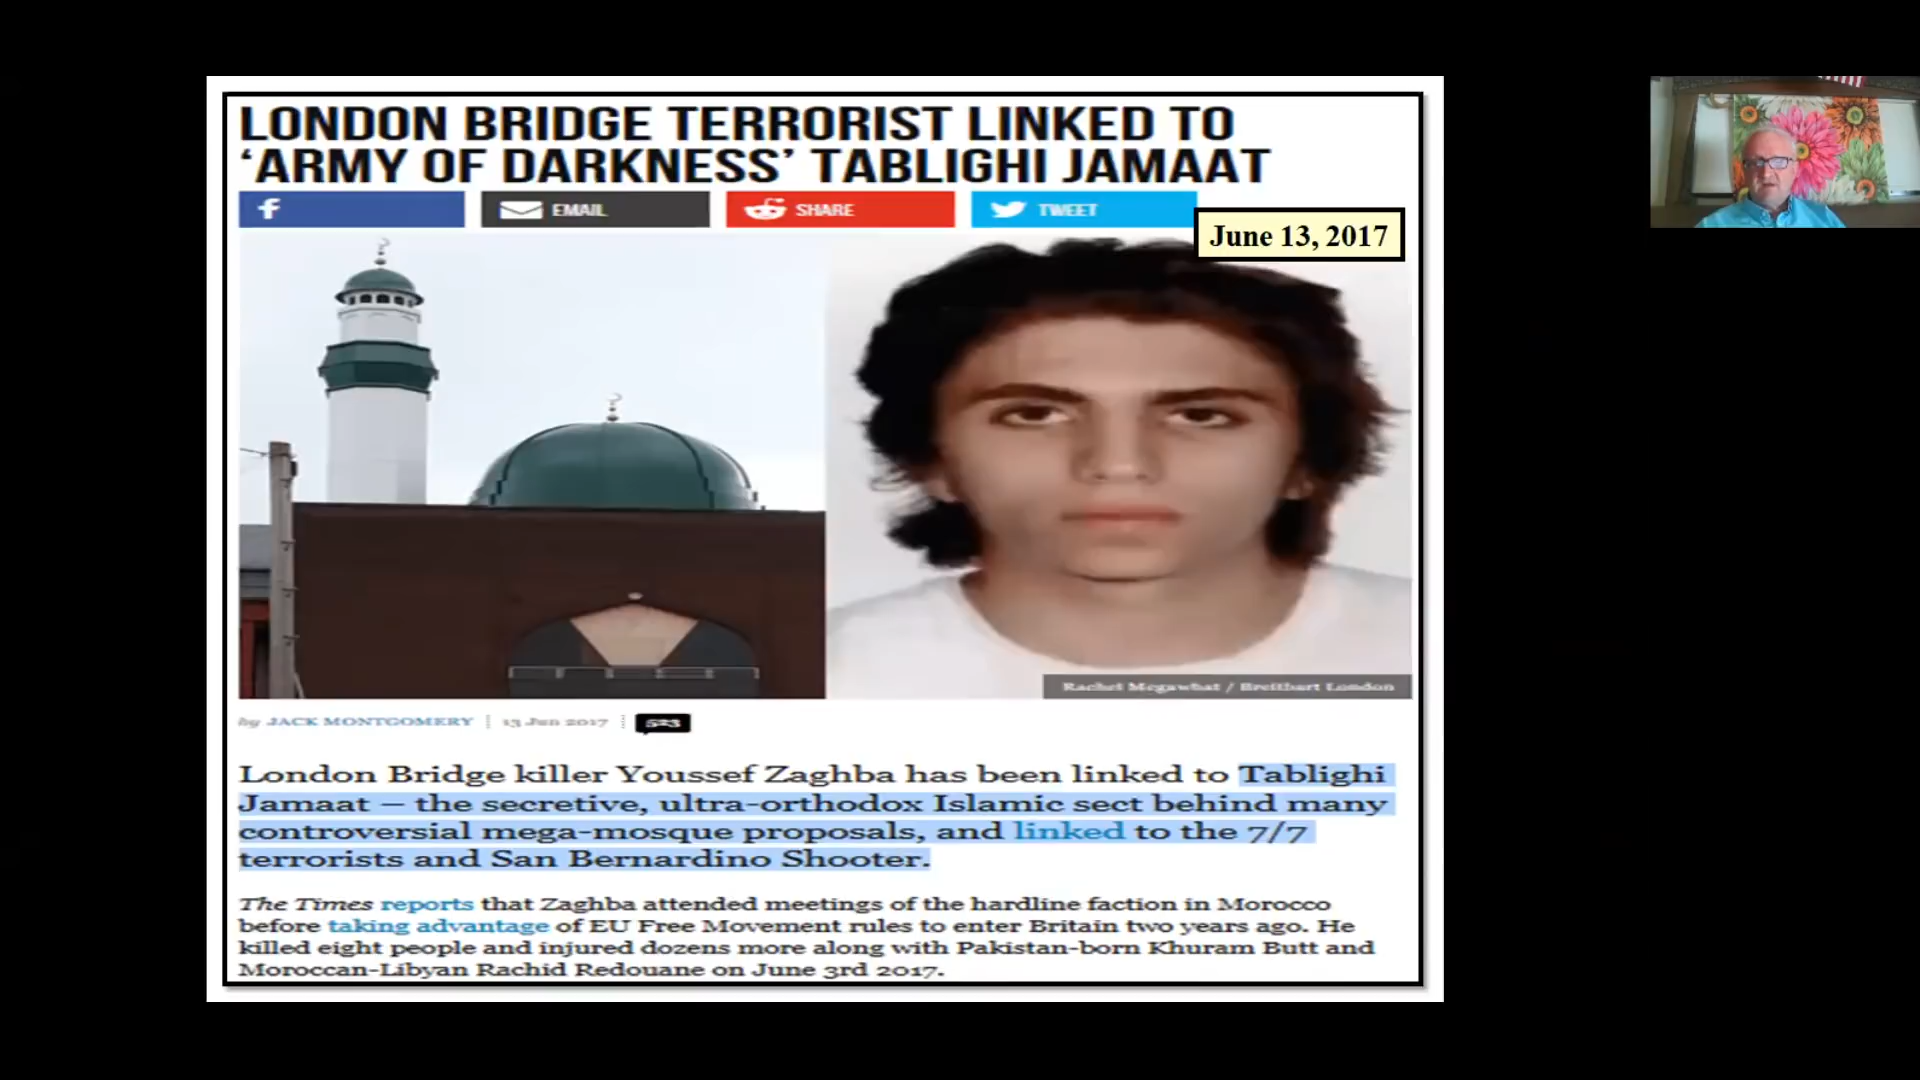 LONDON BRIDGE TERRORIST LINKED TO
‘ARMY OF DARKNESS’ TABLIGHI JAMAAT
f EMAIL SHARE TWEET
June 13, 2017
Rachel Megawhat / Breitbart London
by JACK MONTGOMERY | 13 Jun 2017 523
London Bridge killer Youssef Zaghba has been linked to Tablighi
Jamaat – the secretive, ultra-orthodox Islamic sect behind many
controversial mega-mosque proposals, and linked to the 7/7
terrorists and San Bernardino Shooter.
The Times reports that Zaghba attended meetings of the hardline faction in Morocco
before taking advantage of EU Free Movement rules to enter Britain two years ago. He
killed eight people and injured dozens more along with Pakistan-born Khuram Butt and
Moroccan-Libyan Rachid Redouane on June 3rd 2017.